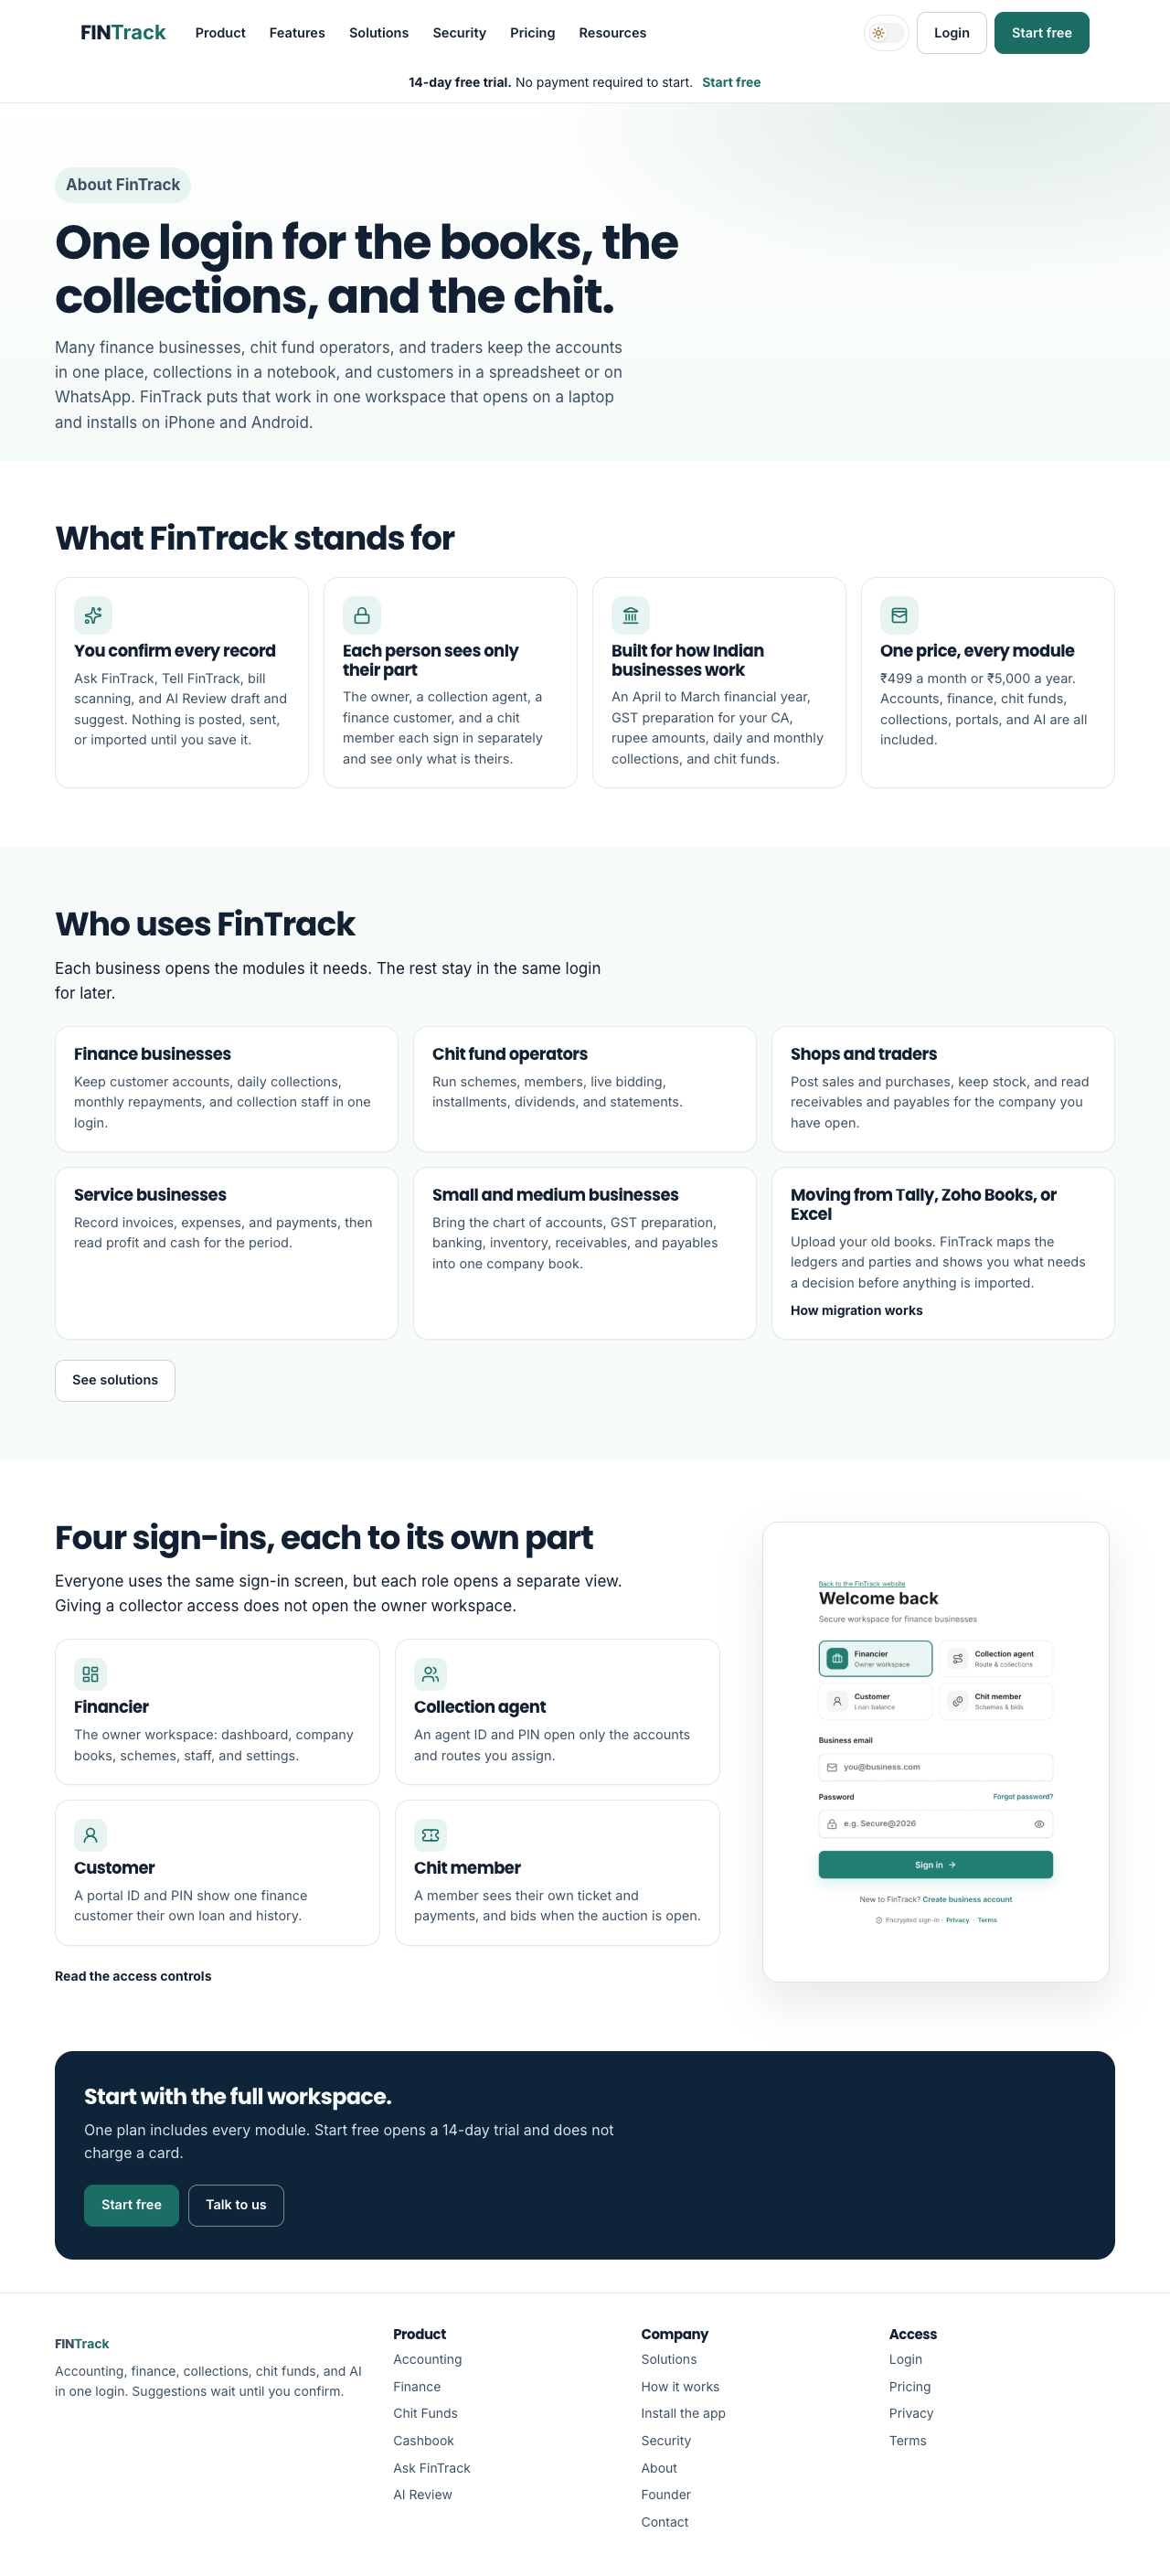 FINTrack Product Features Solutions Security Pricing Resources Login Start free
14-day free trial. No payment required to start. Start free
About FinTrack
One login for the books, the
collections, and the chit.
Many finance businesses, chit fund operators, and traders keep the accounts
in one place, collections in a notebook, and customers in a spreadsheet or on
WhatsApp. FinTrack puts that work in one workspace that opens on a laptop
and installs on iPhone and Android.
What FinTrack stands for
You confirm every record
Ask FinTrack, Tell FinTrack, bill
scanning, and AI Review draft and
suggest. Nothing is posted, sent,
or imported until you save it.
Each person sees only
their part
The owner, a collection agent, a
finance customer, and a chit
member each sign in separately
and see only what is theirs.
Built for how Indian
businesses work
An April to March financial year,
GST preparation for your CA,
rupee amounts, daily and monthly
collections, and chit funds.
One price, every module
₹499 a month or ₹5,000 a year.
Accounts, finance, chit funds,
collections, portals, and AI are all
included.
Who uses FinTrack
Each business opens the modules it needs. The rest stay in the same login
for later.
Finance businesses
Keep customer accounts, daily collections,
monthly repayments, and collection staff in one
login.
Chit fund operators
Run schemes, members, live bidding,
installments, dividends, and statements.
Shops and traders
Post sales and purchases, keep stock, and read
receivables and payables for the company you
have open.
Service businesses
Record invoices, expenses, and payments, then
read profit and cash for the period.
Small and medium businesses
Bring the chart of accounts, GST preparation,
banking, inventory, receivables, and payables
into one company book.
Moving from Tally, Zoho Books, or
Excel
Upload your old books. FinTrack maps the
ledgers and parties and shows you what needs
a decision before anything is imported.
How migration works
See solutions
Four sign-ins, each to its own part
Everyone uses the same sign-in screen, but each role opens a separate view.
Giving a collector access does not open the owner workspace.
Financier
The owner workspace: dashboard, company
books, schemes, staff, and settings.
Collection agent
An agent ID and PIN open only the accounts
and routes you assign.
Customer
A portal ID and PIN show one finance
customer their own loan and history.
Chit member
A member sees their own ticket and
payments, and bids when the auction is open.
Read the access controls
Back to the FinTrack website
Welcome back
Secure workspace for finance businesses
Financier
Owner workspace
Collection agent
Route & collections
Customer
Loan balance
Chit member
Schemes & bids
Business email
you@business.com
Password Forgot password?
e.g. Secure@2026
Sign in →
New to FinTrack? Create business account
Encrypted sign-in · Privacy · Terms
Start with the full workspace.
One plan includes every module. Start free opens a 14-day trial and does not
charge a card.
Start free Talk to us
FINTrack
Accounting, finance, collections, chit funds, and AI
in one login. Suggestions wait until you confirm.
Product
Accounting
Finance
Chit Funds
Cashbook
Ask FinTrack
AI Review
Company
Solutions
How it works
Install the app
Security
About
Founder
Contact
Access
Login
Pricing
Privacy
Terms